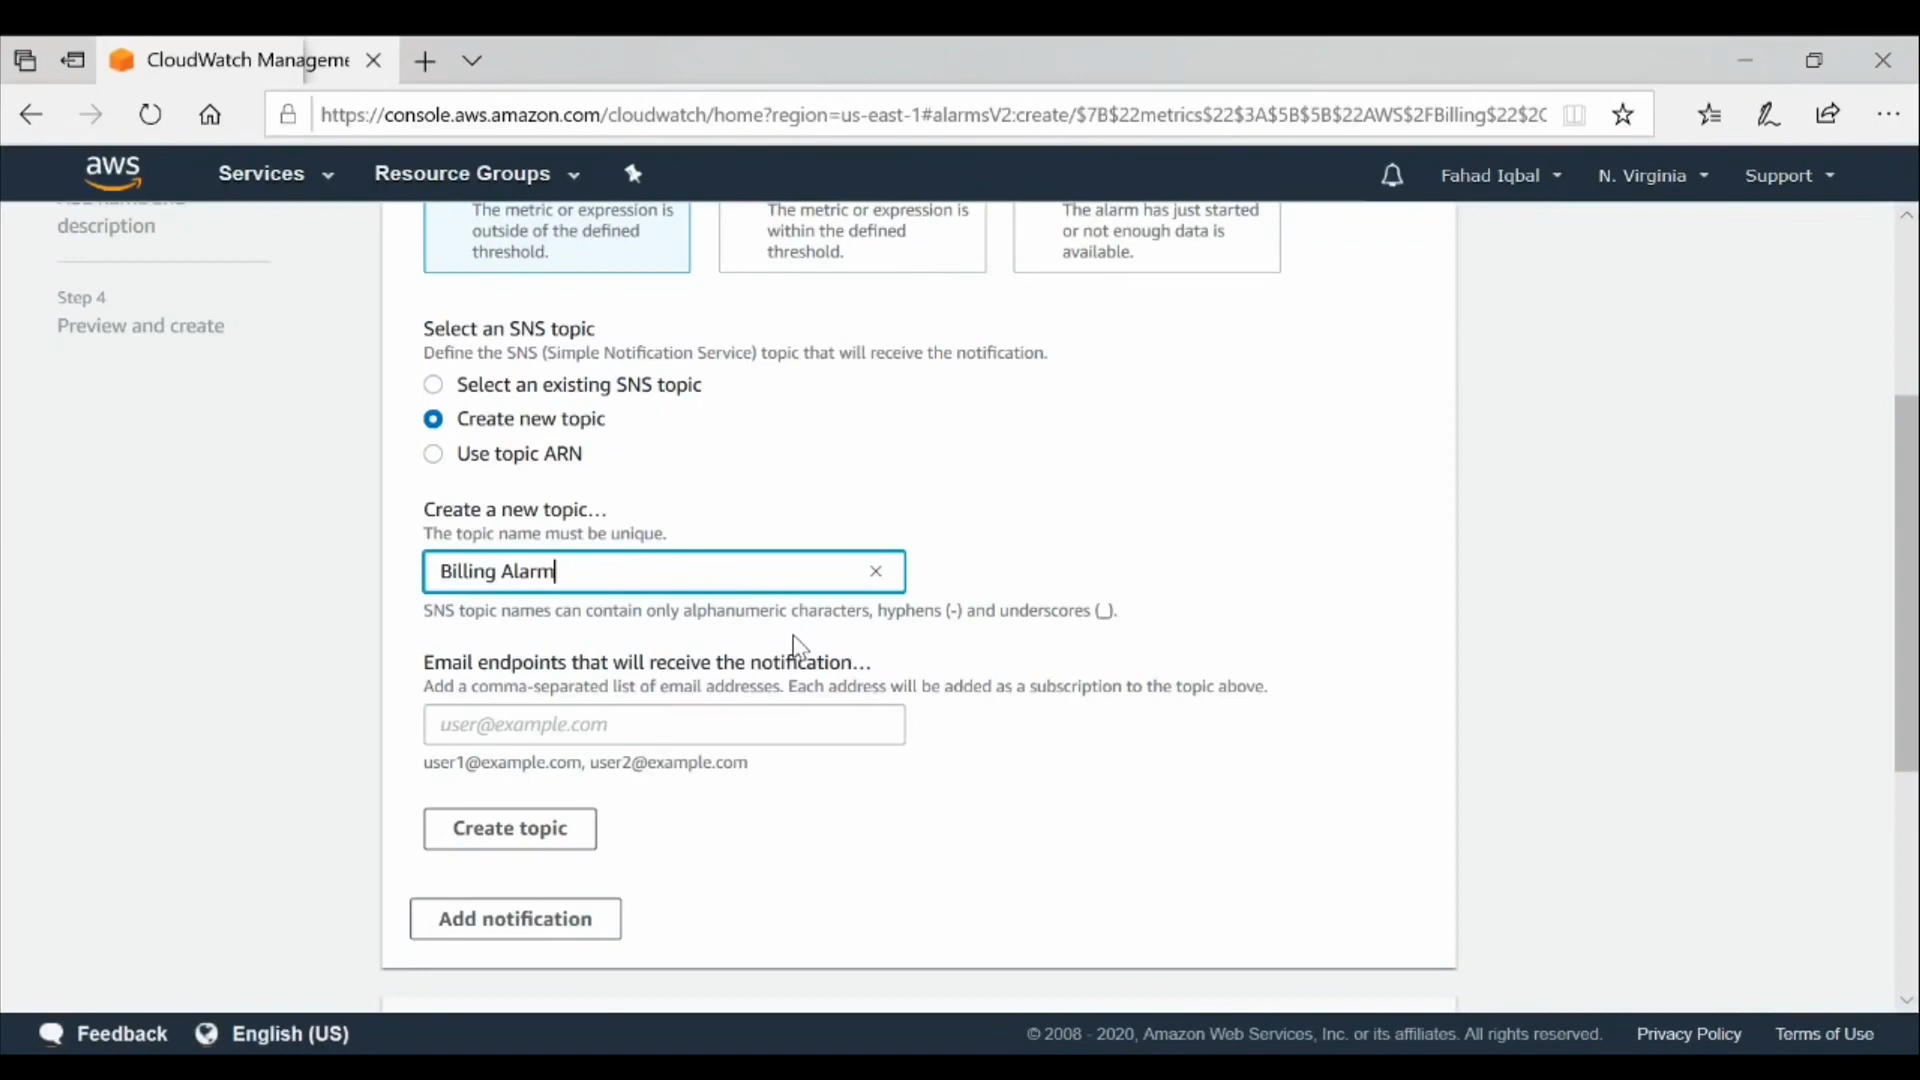 CloudWatch Manageme
https://console.aws.amazon.com/cloudwatch/home?region=us-east-1#alarmsV2:create/$7B$22metrics$22$3A$5B$5B$22AWS$2FBilling$22$2C
aws
Services
Resource Groups
Fahad Iqbal
N. Virginia
Support
description
Step 4
Preview and create
The metric or expression is
outside of the defined
threshold.
The metric or expression is
within the defined
threshold.
The alarm has just started
or not enough data is
available.
Select an SNS topic
Define the SNS (Simple Notification Service) topic that will receive the notification.
Select an existing SNS topic
Create new topic
Use topic ARN
Create a new topic…
The topic name must be unique.
Billing Alarm
SNS topic names can contain only alphanumeric characters, hyphens (-) and underscores (_).
Email endpoints that will receive the notification…
Add a comma-separated list of email addresses. Each address will be added as a subscription to the topic above.
user@example.com
user1@example.com, user2@example.com
Create topic
Add notification
Feedback
English (US)
© 2008 - 2020, Amazon Web Services, Inc. or its affiliates. All rights reserved.
Privacy Policy
Terms of Use